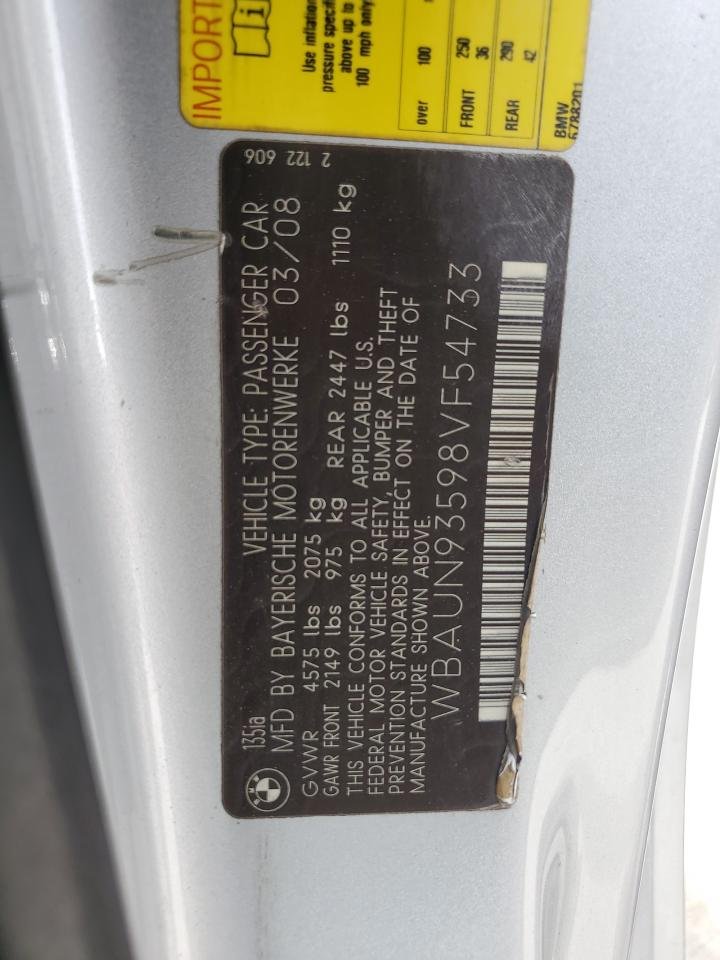 IMPORT
Use inflation
pressure specifi
above up to
100 mph only
over 100
FRONT 250 36
REAR 290 42
BMW
6788201
2 122 606
135ia VEHICLE TYPE: PASSENGER CAR
MFD BY BAYERISCHE MOTORENWERKE 03/08
GVWR 4575 lbs 2075 kg
GAWR FRONT 2149 lbs 975 kg REAR 2447 lbs 1110 kg
THIS VEHICLE CONFORMS TO ALL APPLICABLE U.S.
FEDERAL MOTOR VEHICLE SAFETY, BUMPER AND THEFT
PREVENTION STANDARDS IN EFFECT ON THE DATE OF
MANUFACTURE SHOWN ABOVE.
WBAUN93598VF54733